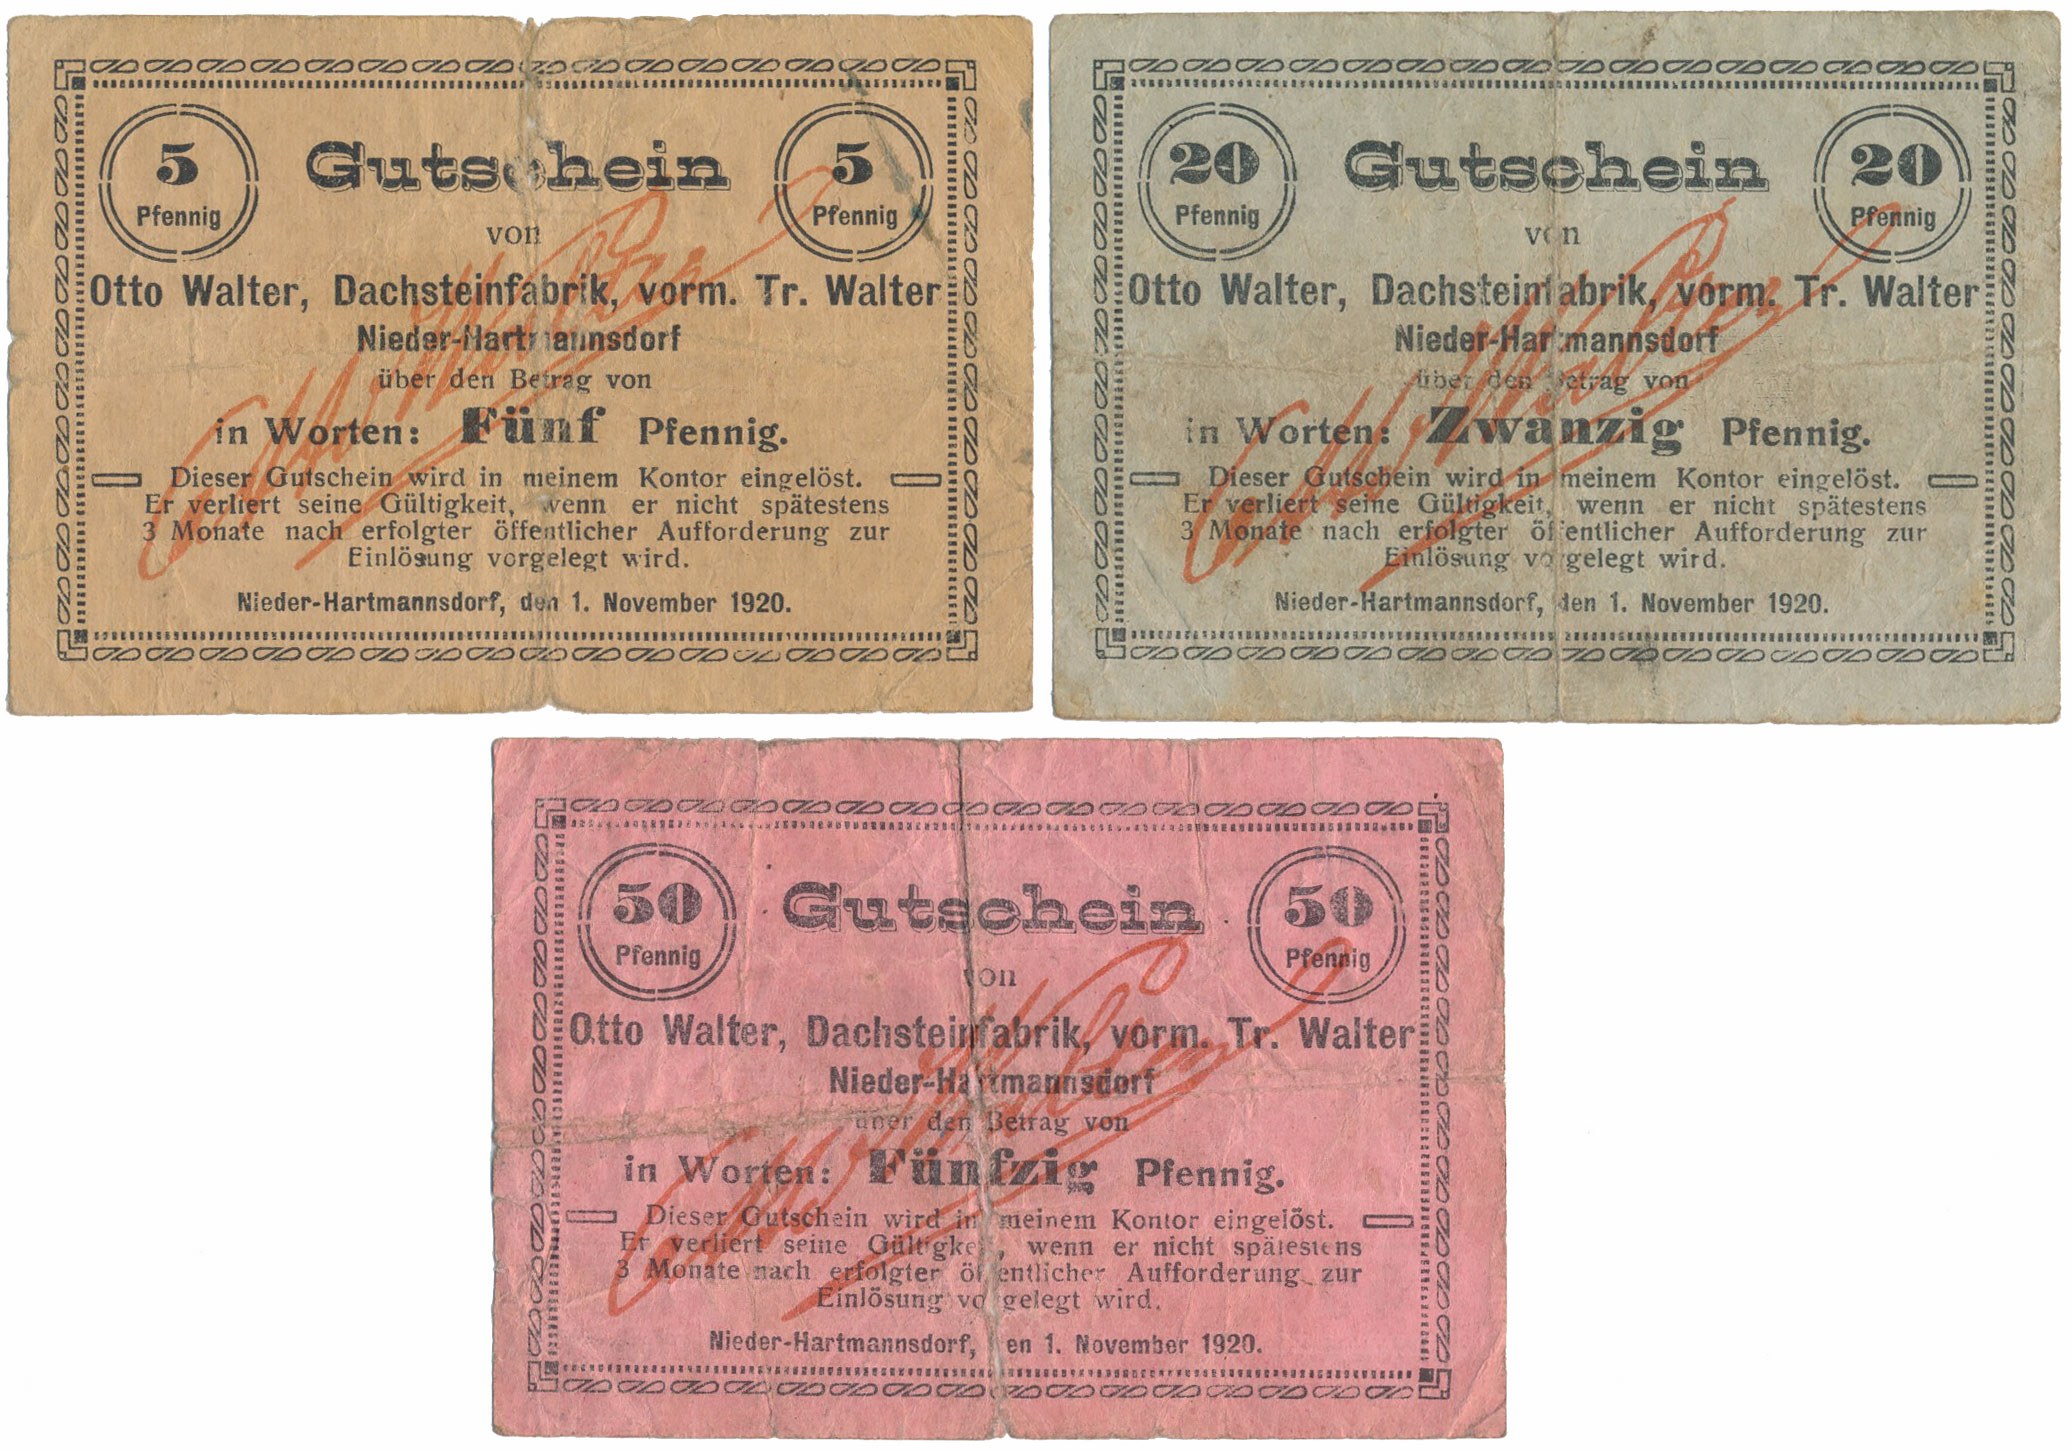 5 Pfennig
Gutschein
5 Pfennig
von
Otto Walter, Dachsteinfabrik, vorm. Tr. Walter
Nieder-Hartmannsdorf
über den Betrag von
in Worten: Fünf Pfennig.
Dieser Gutschein wird in meinem Kontor eingelöst.
Er verliert seine Gültigkeit, wenn er nicht spätestens
3 Monate nach erfolgter öffentlicher Aufforderung zur
Einlösung vorgelegt wird.
Nieder-Hartmannsdorf, den 1. November 1920.
Otto Walter
20 Pfennig
Gutschein
20 Pfennig
von
Otto Walter, Dachsteinfabrik, vorm. Tr. Walter
Nieder-Hartmannsdorf
über den Betrag von
in Worten: Zwanzig Pfennig.
Dieser Gutschein wird in meinem Kontor eingelöst.
Er verliert seine Gültigkeit, wenn er nicht spätestens
3 Monate nach erfolgter öffentlicher Aufforderung zur
Einlösung vorgelegt wird.
Nieder-Hartmannsdorf, den 1. November 1920.
Otto Walter
50 Pfennig
Gutschein
50 Pfennig
von
Otto Walter, Dachsteinfabrik, vorm. Tr. Walter
Nieder-Hartmannsdorf
über den Betrag von
in Worten: Fünfzig Pfennig.
Dieser Gutschein wird in meinem Kontor eingelöst.
Er verliert seine Gültigkeit, wenn er nicht spätestens
3 Monate nach erfolgter öffentlicher Aufforderung zur
Einlösung vorgelegt wird.
Nieder-Hartmannsdorf, den 1. November 1920.
Otto Walter